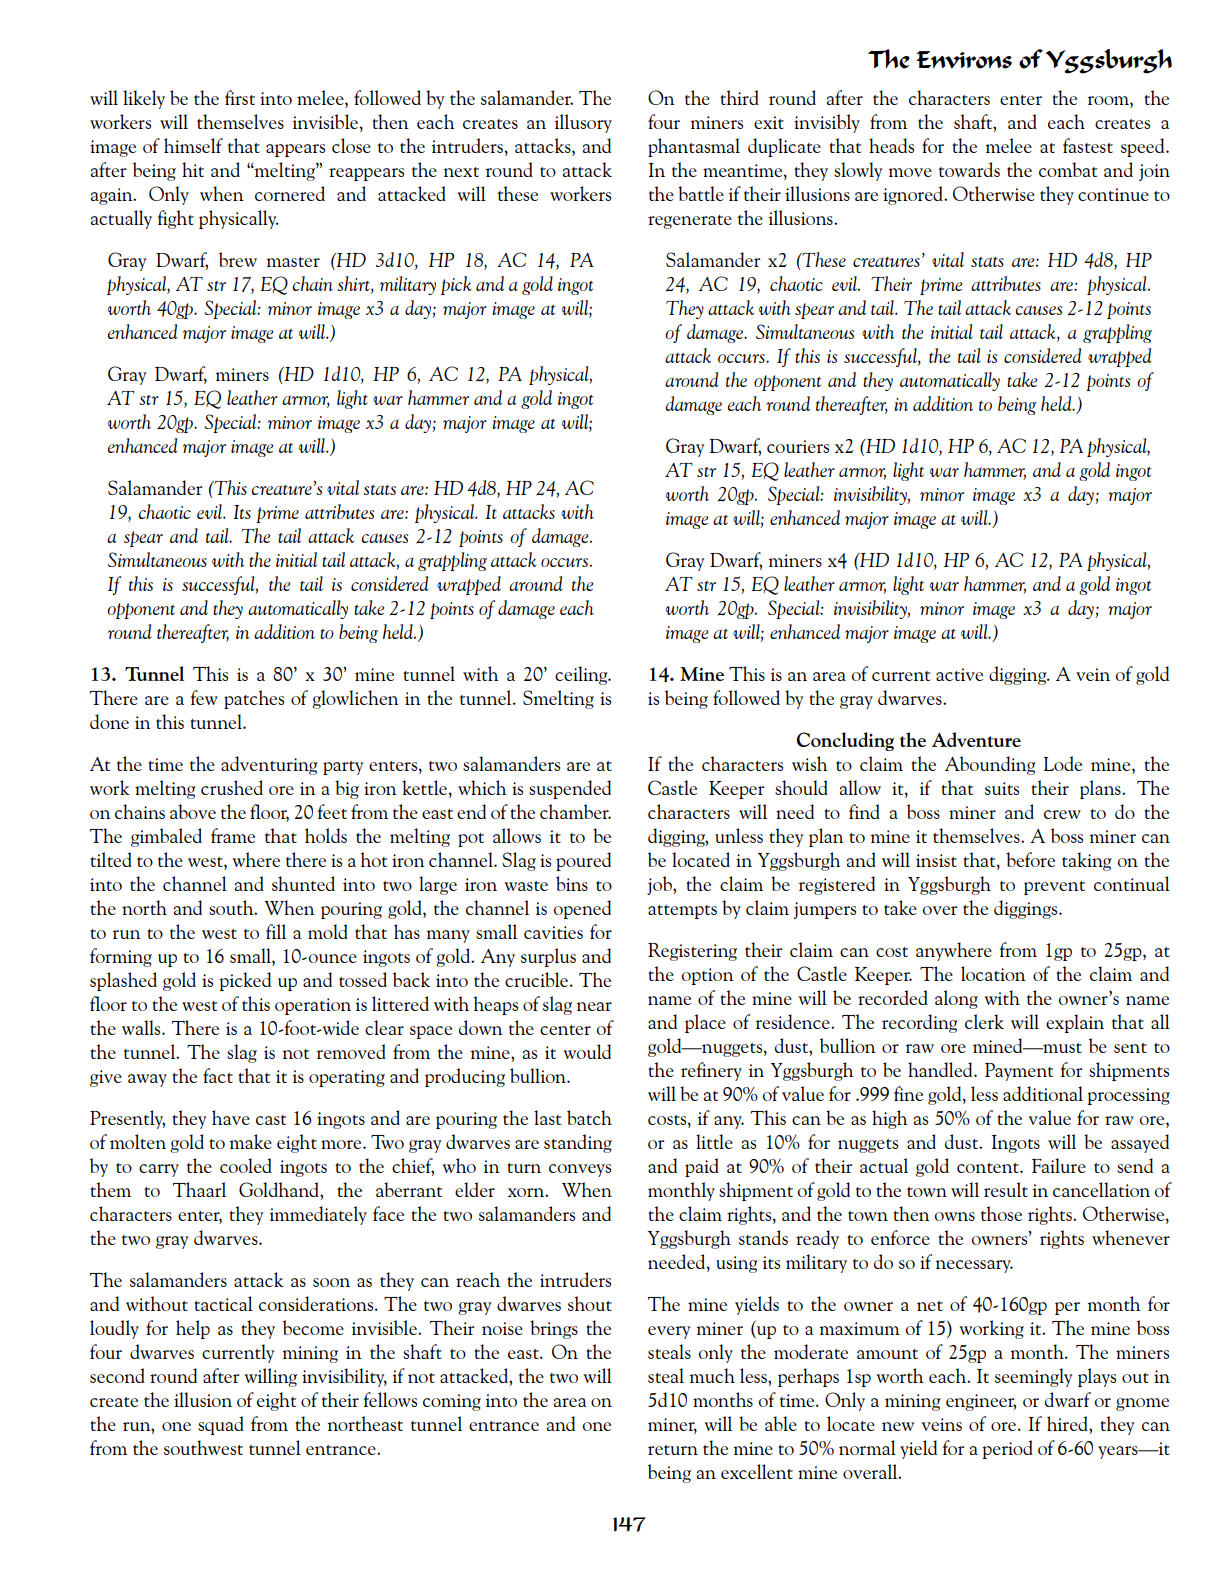 The Environs of Yggsburgh
will likely be the first into melee, followed by the salamander. The
workers will themselves invisible, then each creates an illusory
image of himself that appears close to the intruders, attacks, and
after being hit and “melting” reappears the next round to attack
again. Only when cornered and attacked will these workers
actually fight physically.
Gray Dwarf, brew master (HD 3d10, HP 18, AC 14, PA
physical, AT str 17, EQ chain shirt, military pick and a gold ingot
worth 40gp. Special: minor image x3 a day; major image at will;
enhanced major image at will.)
Gray Dwarf, miners (HD 1d10, HP 6, AC 12, PA physical,
AT str 15, EQ leather armor, light war hammer and a gold ingot
worth 20gp. Special: minor image x3 a day; major image at will;
enhanced major image at will.)
Salamander (This creature’s vital stats are: HD 4d8, HP 24, AC
19, chaotic evil. Its prime attributes are: physical. It attacks with
a spear and tail. The tail attack causes 2-12 points of damage.
Simultaneous with the initial tail attack, a grappling attack occurs.
If this is successful, the tail is considered wrapped around the
opponent and they automatically take 2-12 points of damage each
round thereafter, in addition to being held.)
13. Tunnel This is a 80’ x 30’ mine tunnel with a 20’ ceiling.
There are a few patches of glowlichen in the tunnel. Smelting is
done in this tunnel.
At the time the adventuring party enters, two salamanders are at
work melting crushed ore in a big iron kettle, which is suspended
on chains above the floor, 20 feet from the east end of the chamber.
The gimbaled frame that holds the melting pot allows it to be
tilted to the west, where there is a hot iron channel. Slag is poured
into the channel and shunted into two large iron waste bins to
the north and south. When pouring gold, the channel is opened
to run to the west to fill a mold that has many small cavities for
forming up to 16 small, 10-ounce ingots of gold. Any surplus and
splashed gold is picked up and tossed back into the crucible. The
floor to the west of this operation is littered with heaps of slag near
the walls. There is a 10-foot-wide clear space down the center of
the tunnel. The slag is not removed from the mine, as it would
give away the fact that it is operating and producing bullion.
Presently, they have cast 16 ingots and are pouring the last batch
of molten gold to make eight more. Two gray dwarves are standing
by to carry the cooled ingots to the chief, who in turn conveys
them to Thaarl Goldhand, the aberrant elder xorn. When
characters enter, they immediately face the two salamanders and
the two gray dwarves.
The salamanders attack as soon as they can reach the intruders
and without tactical considerations. The two gray dwarves shout
loudly for help as they become invisible. Their noise brings the
four dwarves currently mining in the shaft to the east. On the
second round after willing invisibility, if not attacked, the two will
create the illusion of eight of their fellows coming into the area on
the run, one squad from the northeast tunnel entrance and one
from the southwest tunnel entrance.
On the third round after the characters enter the room, the
four miners exit invisibly from the shaft, and each creates a
phantasmal duplicate that heads for the melee at fastest speed.
In the meantime, they slowly move towards the combat and join
the battle if their illusions are ignored. Otherwise they continue to
regenerate the illusions.
Salamander x2 (These creatures’ vital stats are: HD 4d8, HP
24, AC 19, chaotic evil. Their prime attributes are: physical.
They attack with spear and tail. The tail attack causes 2-12 points
of damage. Simultaneous with the initial tail attack, a grappling
attack occurs. If this is successful, the tail is considered wrapped
around the opponent and they automatically take 2-12 points of
damage each round thereafter, in addition to being held.)
Gray Dwarf, couriers x2 (HD 1d10, HP 6, AC 12, PA physical,
AT str 15, EQ leather armor, light war hammer, and a gold ingot
worth 20gp. Special: invisibility, minor image x3 a day; major
image at will; enhanced major image at will.)
Gray Dwarf, miners x4 (HD 1d10, HP 6, AC 12, PA physical,
AT str 15, EQ leather armor, light war hammer, and a gold ingot
worth 20gp. Special: invisibility, minor image x3 a day; major
image at will; enhanced major image at will.)
14. Mine This is an area of current active digging. A vein of gold
is being followed by the gray dwarves.
Concluding the Adventure
If the characters wish to claim the Abounding Lode mine, the
Castle Keeper should allow it, if that suits their plans. The
characters will need to find a boss miner and crew to do the
digging, unless they plan to mine it themselves. A boss miner can
be located in Yggsburgh and will insist that, before taking on the
job, the claim be registered in Yggsburgh to prevent continual
attempts by claim jumpers to take over the diggings.
Registering their claim can cost anywhere from 1gp to 25gp, at
the option of the Castle Keeper. The location of the claim and
name of the mine will be recorded along with the owner’s name
and place of residence. The recording clerk will explain that all
gold—nuggets, dust, bullion or raw ore mined—must be sent to
the refinery in Yggsburgh to be handled. Payment for shipments
will be at 90% of value for .999 fine gold, less additional processing
costs, if any. This can be as high as 50% of the value for raw ore,
or as little as 10% for nuggets and dust. Ingots will be assayed
and paid at 90% of their actual gold content. Failure to send a
monthly shipment of gold to the town will result in cancellation of
the claim rights, and the town then owns those rights. Otherwise,
Yggsburgh stands ready to enforce the owners’ rights whenever
needed, using its military to do so if necessary.
The mine yields to the owner a net of 40-160gp per month for
every miner (up to a maximum of 15) working it. The mine boss
steals only the moderate amount of 25gp a month. The miners
steal much less, perhaps 1sp worth each. It seemingly plays out in
5d10 months of time. Only a mining engineer, or dwarf or gnome
miner, will be able to locate new veins of ore. If hired, they can
return the mine to 50% normal yield for a period of 6-60 years—it
being an excellent mine overall.
147